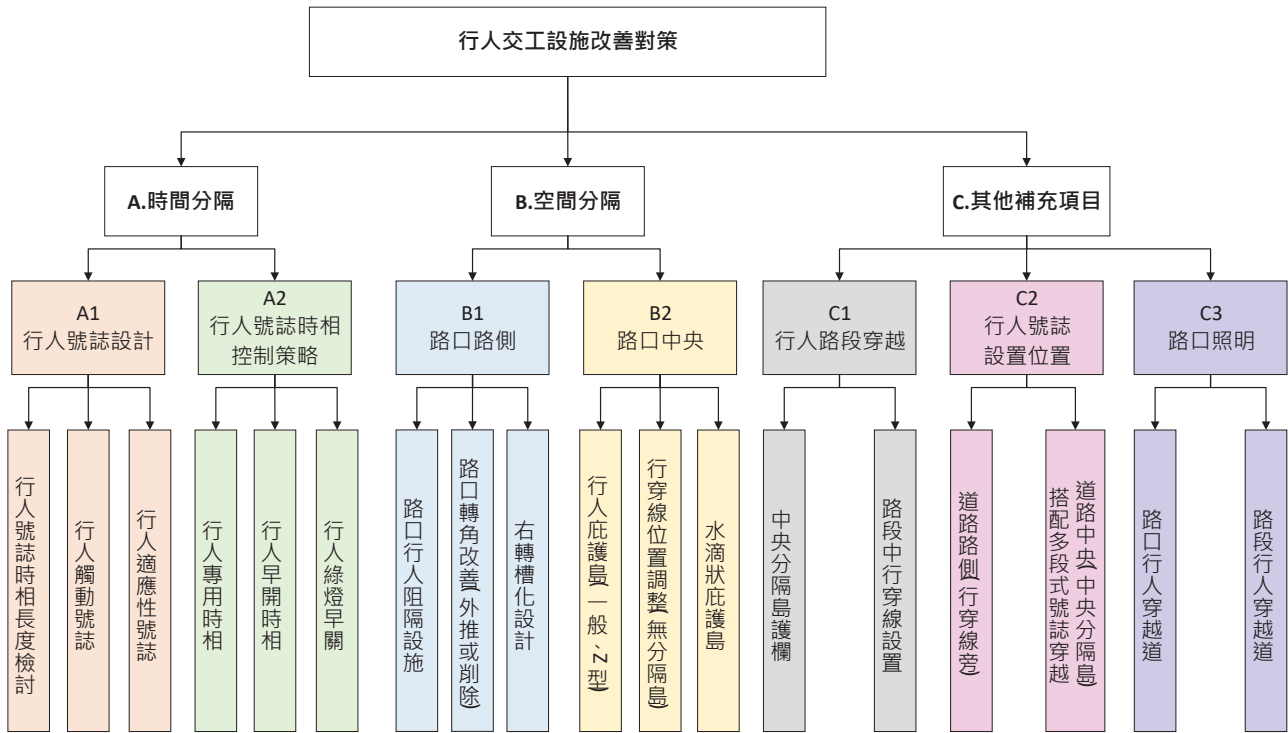 行人交工設施改善對策
A.時間分隔
B.空間分隔
C.其他補充項目
A1
行人號誌設計
A2
行人號誌時相
控制策略
B1
路口路側
B2
路口中央
C1
行人路段穿越
C2
行人號誌
設置位置
C3
路口照明
行人號誌時相長度檢討
行人觸動號誌
行人適應性號誌
行人專用時相
行人早開時相
行人綠燈早關
路口行人阻隔設施
路口轉角改善(外推或削除)
右轉槽化設計
行人庇護島(一般、Z型)
行穿線位置調整(無分隔島)
水滴狀庇護島
中央分隔島護欄
路段中行穿線設置
道路路側(行穿線旁)
道路中央(中央分隔島)
搭配多段式號誌穿越
路口行人穿越道
路段行人穿越道